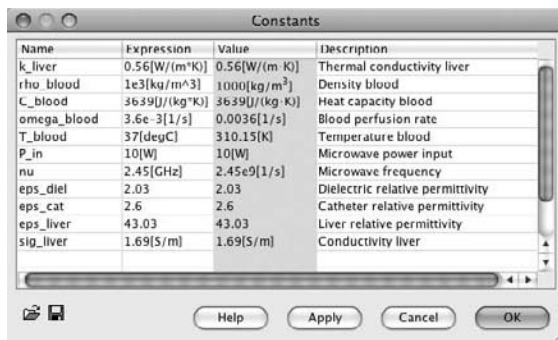 Constants
Name Expression Value Description
k_liver 0.56[W/(m*K)] 0.56[W/(m·K)] Thermal conductivity liver
rho_blood 1e3[kg/m^3] 1000[kg/m³] Density blood
C_blood 3639[J/(kg*K)] 3639[J/(kg·K)] Heat capacity blood
omega_blood 3.6e-3[1/s] 0.0036[1/s] Blood perfusion rate
T_blood 37[degC] 310.15[K] Temperature blood
P_in 10[W] 10[W] Microwave power input
nu 2.45[GHz] 2.45e9[1/s] Microwave frequency
eps_diel 2.03 2.03 Dielectric relative permittivity
eps_cat 2.6 2.6 Catheter relative permittivity
eps_liver 43.03 43.03 Liver relative permittivity
sig_liver 1.69[S/m] 1.69[S/m] Conductivity liver
Help Apply Cancel OK